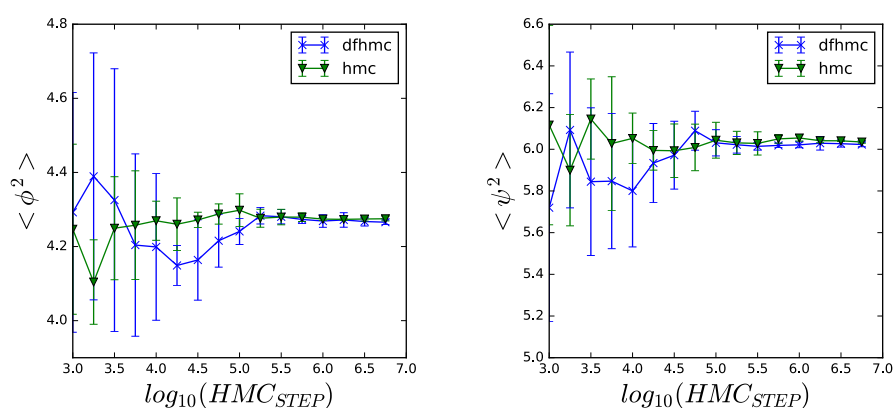 4.8
4.6
4.4
4.2
4.0
< ϕ² >
dfhmc
hmc
3.0 3.5 4.0 4.5 5.0 5.5 6.0 6.5 7.0
log₁₀(HMC_STEP)
6.6
6.4
6.2
6.0
5.8
5.6
5.4
5.2
5.0
< ψ² >
dfhmc
hmc
3.0 3.5 4.0 4.5 5.0 5.5 6.0 6.5 7.0
log₁₀(HMC_STEP)